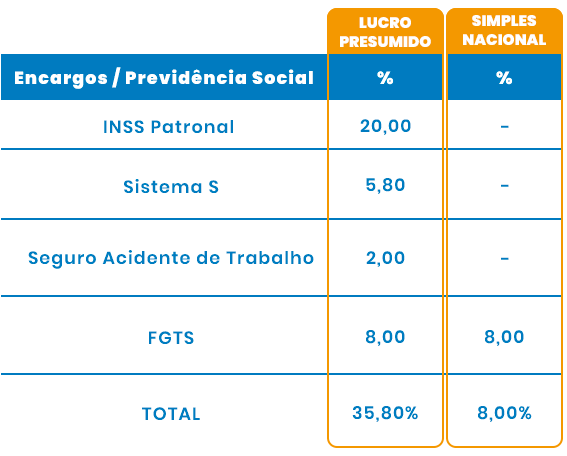 LUCRO
PRESUMIDO
SIMPLES
NACIONAL
Encargos / Previdência Social % %
INSS Patronal 20,00 -
Sistema S 5,80 -
Seguro Acidente de Trabalho 2,00 -
FGTS 8,00 8,00
TOTAL 35,80% 8,00%